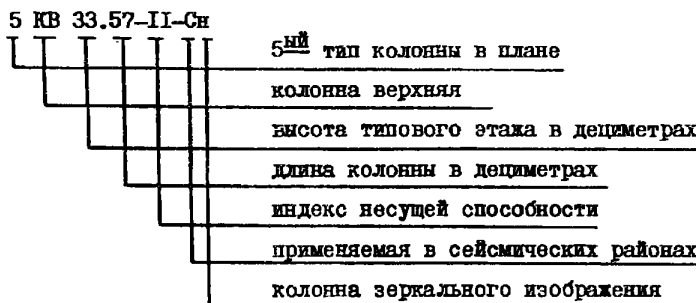 5 КВ 33.57-II-Сн
5ый тип колонны в плане
колонна верхняя
высота типового этажа в дециметрах
длина колонны в дециметрах
индекс несущей способности
применяемая в сейсмических районах
колонна зеркального изображения